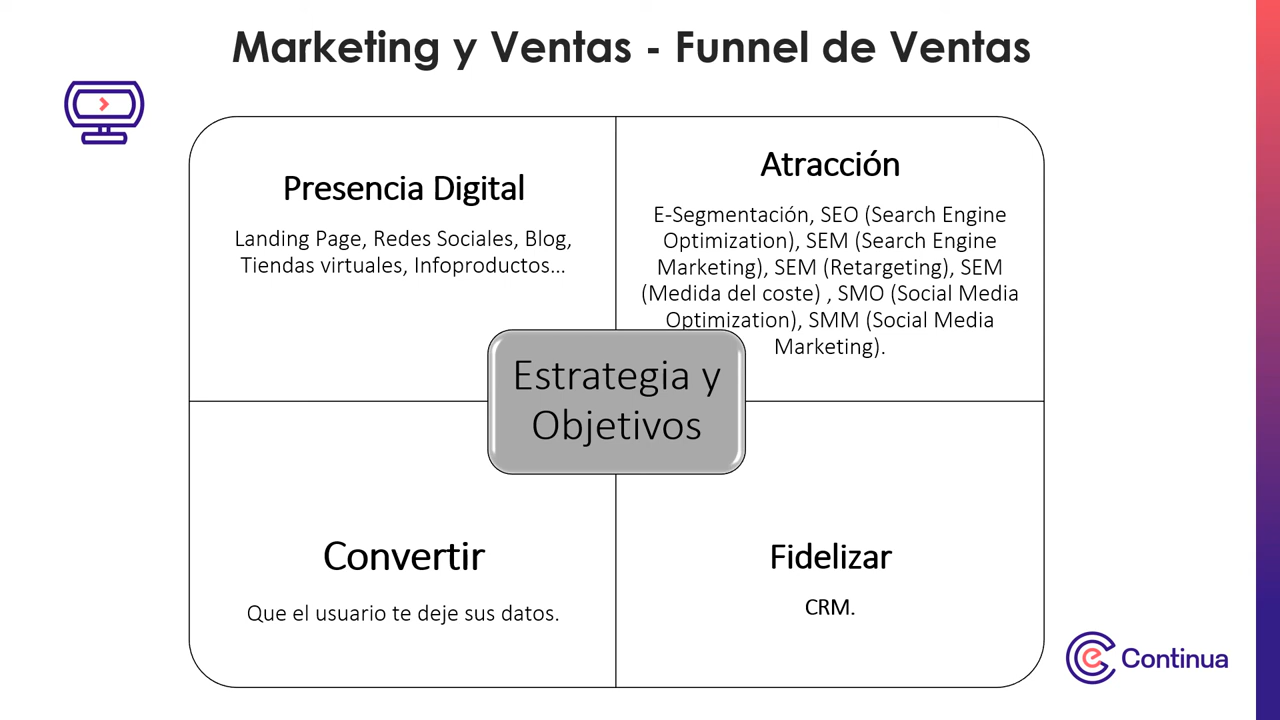 Marketing y Ventas - Funnel de Ventas
Presencia Digital
Landing Page, Redes Sociales, Blog,
Tiendas virtuales, Infoproductos...
Atracción
E-Segmentación, SEO (Search Engine
Optimization), SEM (Search Engine
Marketing), SEM (Retargeting), SEM
(Medida del coste) , SMO (Social Media
Optimization), SMM (Social Media
Marketing).
Estrategia y
Objetivos
Convertir
Que el usuario te deje sus datos.
Fidelizar
CRM.
Continua